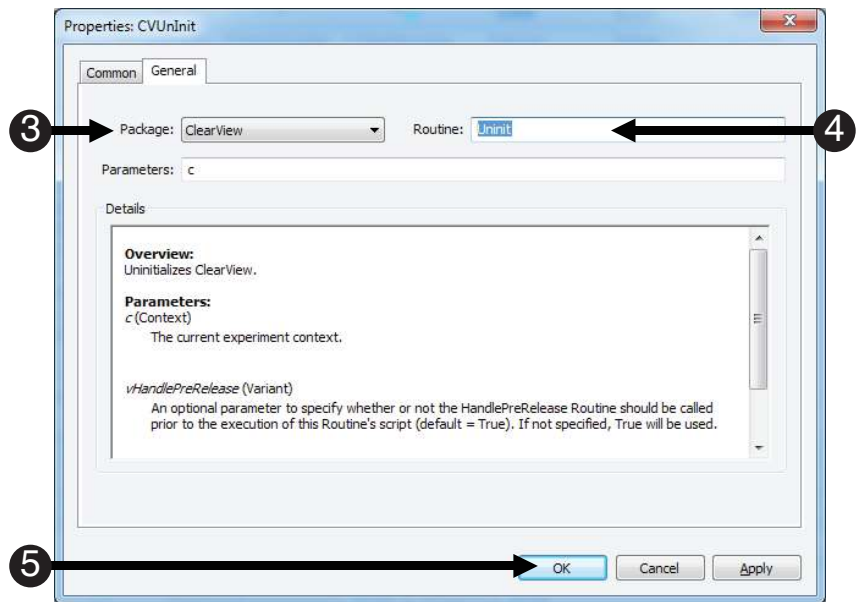 Properties: CVUnInit
Common General
3 Package: ClearView Routine: Uninit 4
Parameters: c
Details
Overview:
Uninitializes ClearView.
Parameters:
c (Context)
The current experiment context.
vHandlePreRelease (Variant)
An optional parameter to specify whether or not the HandlePreRelease Routine should be called
prior to the execution of this Routine's script (default = True). If not specified, True will be used.
5 OK Cancel Apply